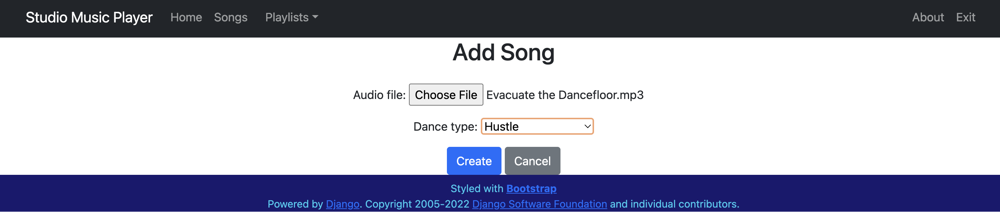 Studio Music Player Home Songs Playlists About Exit
Add Song
Audio file: Choose File Evacuate the Dancefloor.mp3
Dance type: Hustle
Create Cancel
Styled with Bootstrap
Powered by Django. Copyright 2005-2022 Django Software Foundation and individual contributors.